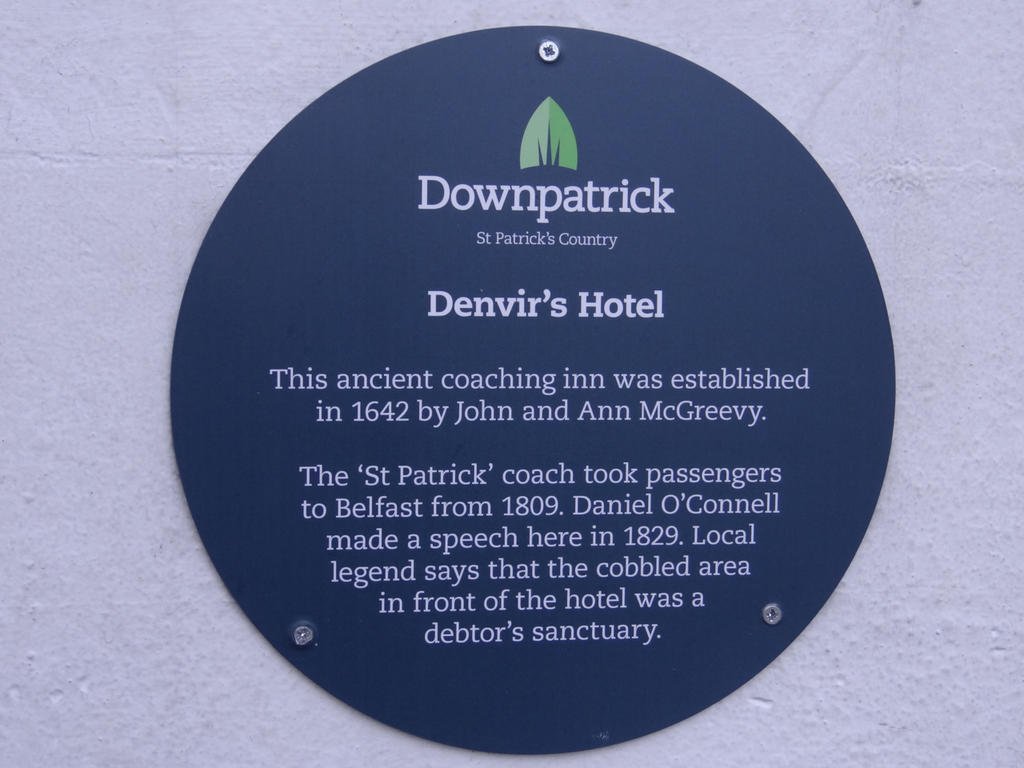 Downpatrick
St Patrick's Country
Denvir's Hotel
This ancient coaching inn was established
in 1642 by John and Ann McGreevy.
The ‘St Patrick’ coach took passengers
to Belfast from 1809. Daniel O’Connell
made a speech here in 1829. Local
legend says that the cobbled area
in front of the hotel was a
debtor’s sanctuary.